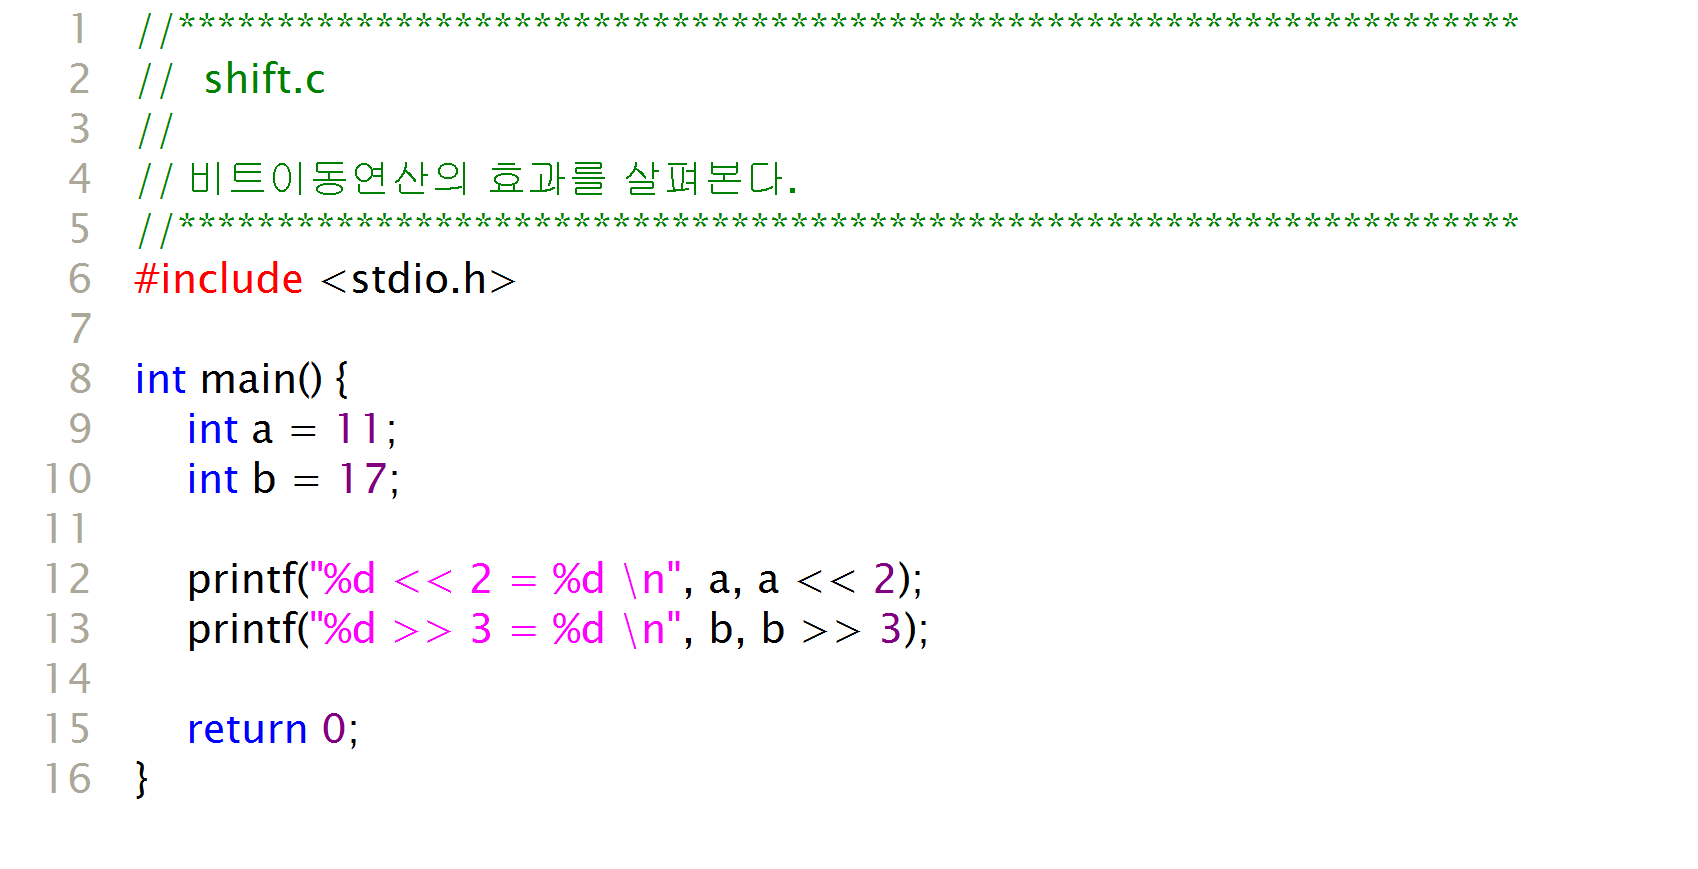 1 //********************************************************************
2 // shift.c
3 //
4 // 비트이동연산의 효과를 살펴본다.
5 //********************************************************************
6 #include <stdio.h>
7
8 int main() {
9 int a = 11;
10 int b = 17;
11
12 printf("%d << 2 = %d \n", a, a << 2);
13 printf("%d >> 3 = %d \n", b, b >> 3);
14
15 return 0;
16 }